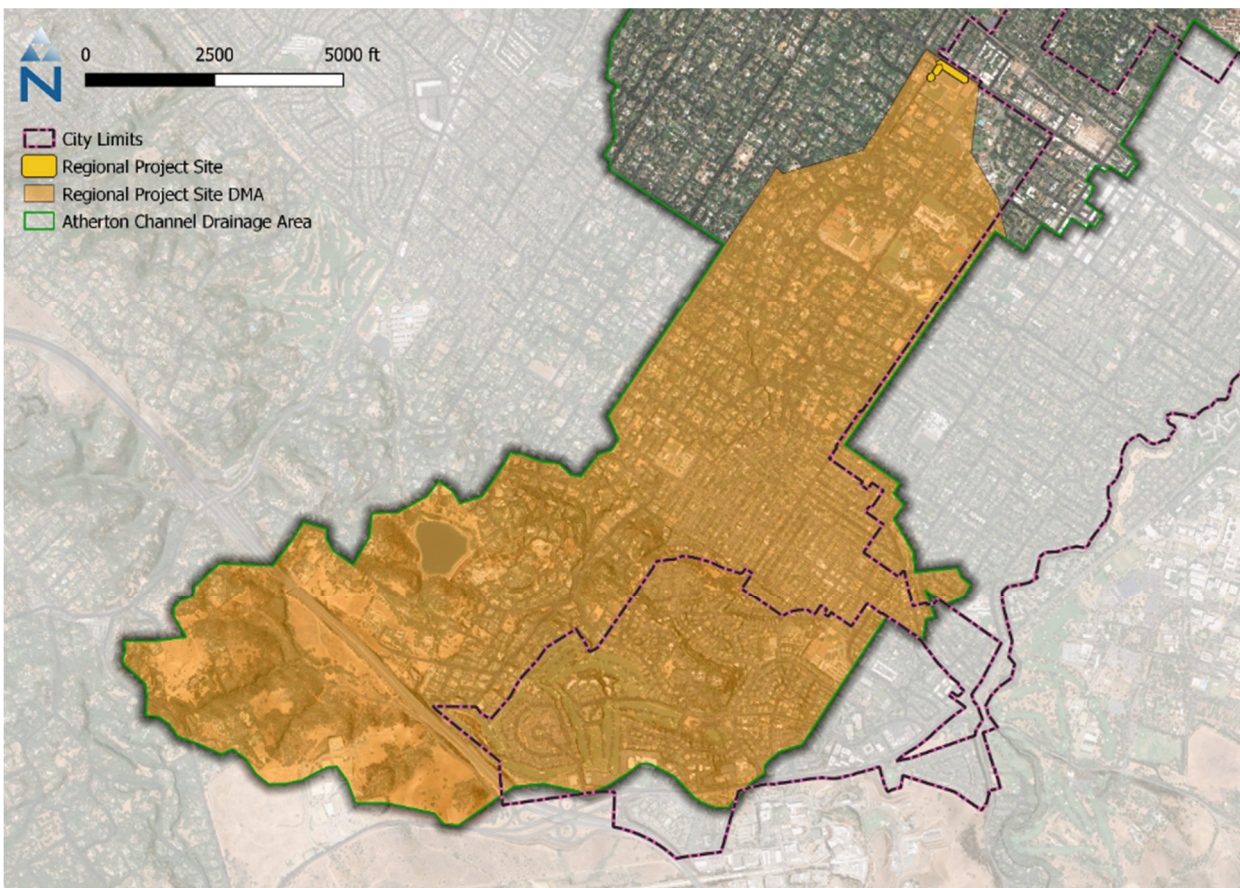 0 2500 5000 ft
N
City Limits
Regional Project Site
Regional Project Site DMA
Atherton Channel Drainage Area